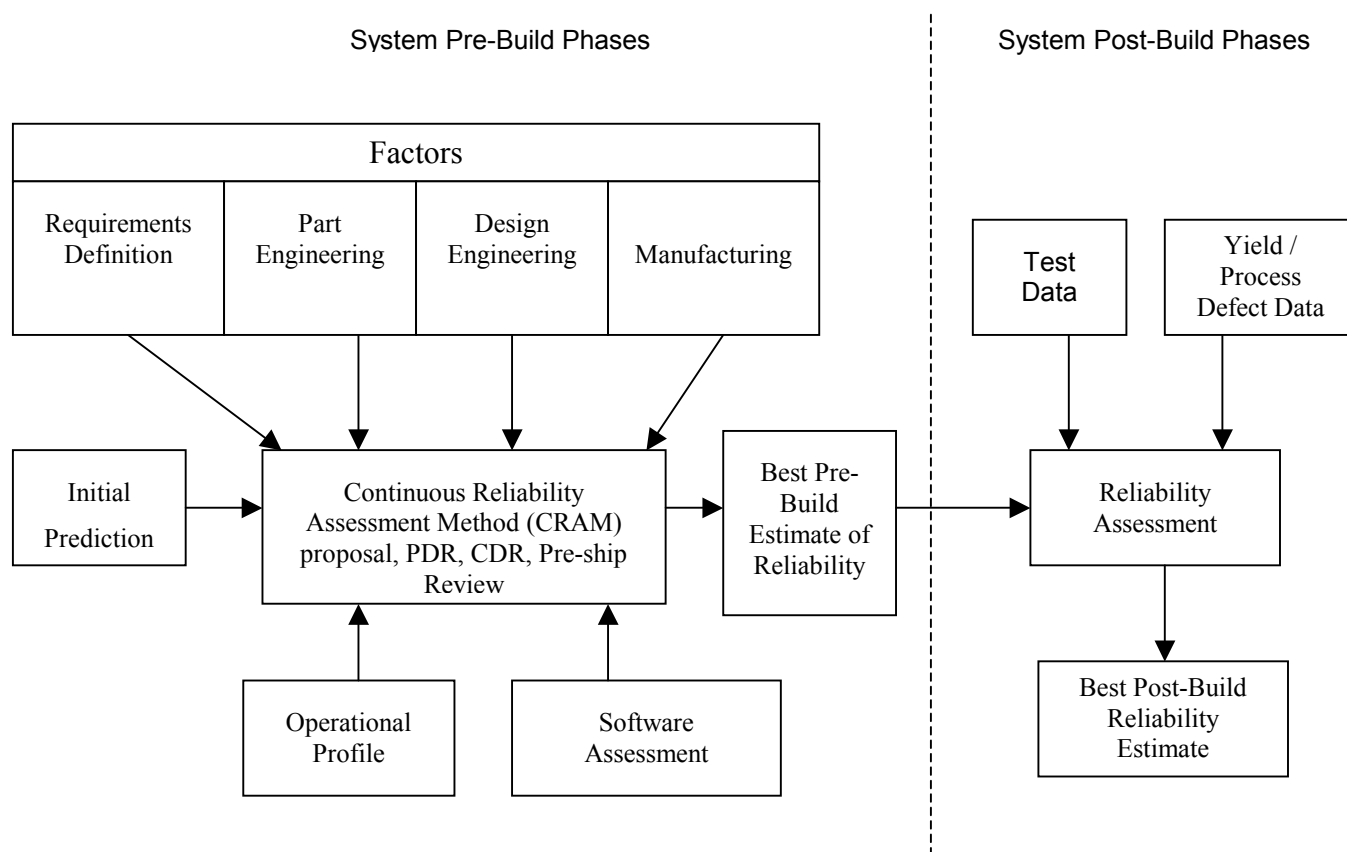 System Pre-Build Phases
System Post-Build Phases
Factors
Requirements
Definition
Part
Engineering
Design
Engineering
Manufacturing
Test
Data
Yield /
Process
Defect Data
Initial
Prediction
Continuous Reliability
Assessment Method (CRAM)
proposal, PDR, CDR, Pre-ship
Review
Best Pre-
Build
Estimate of
Reliability
Reliability
Assessment
Operational
Profile
Software
Assessment
Best Post-Build
Reliability
Estimate